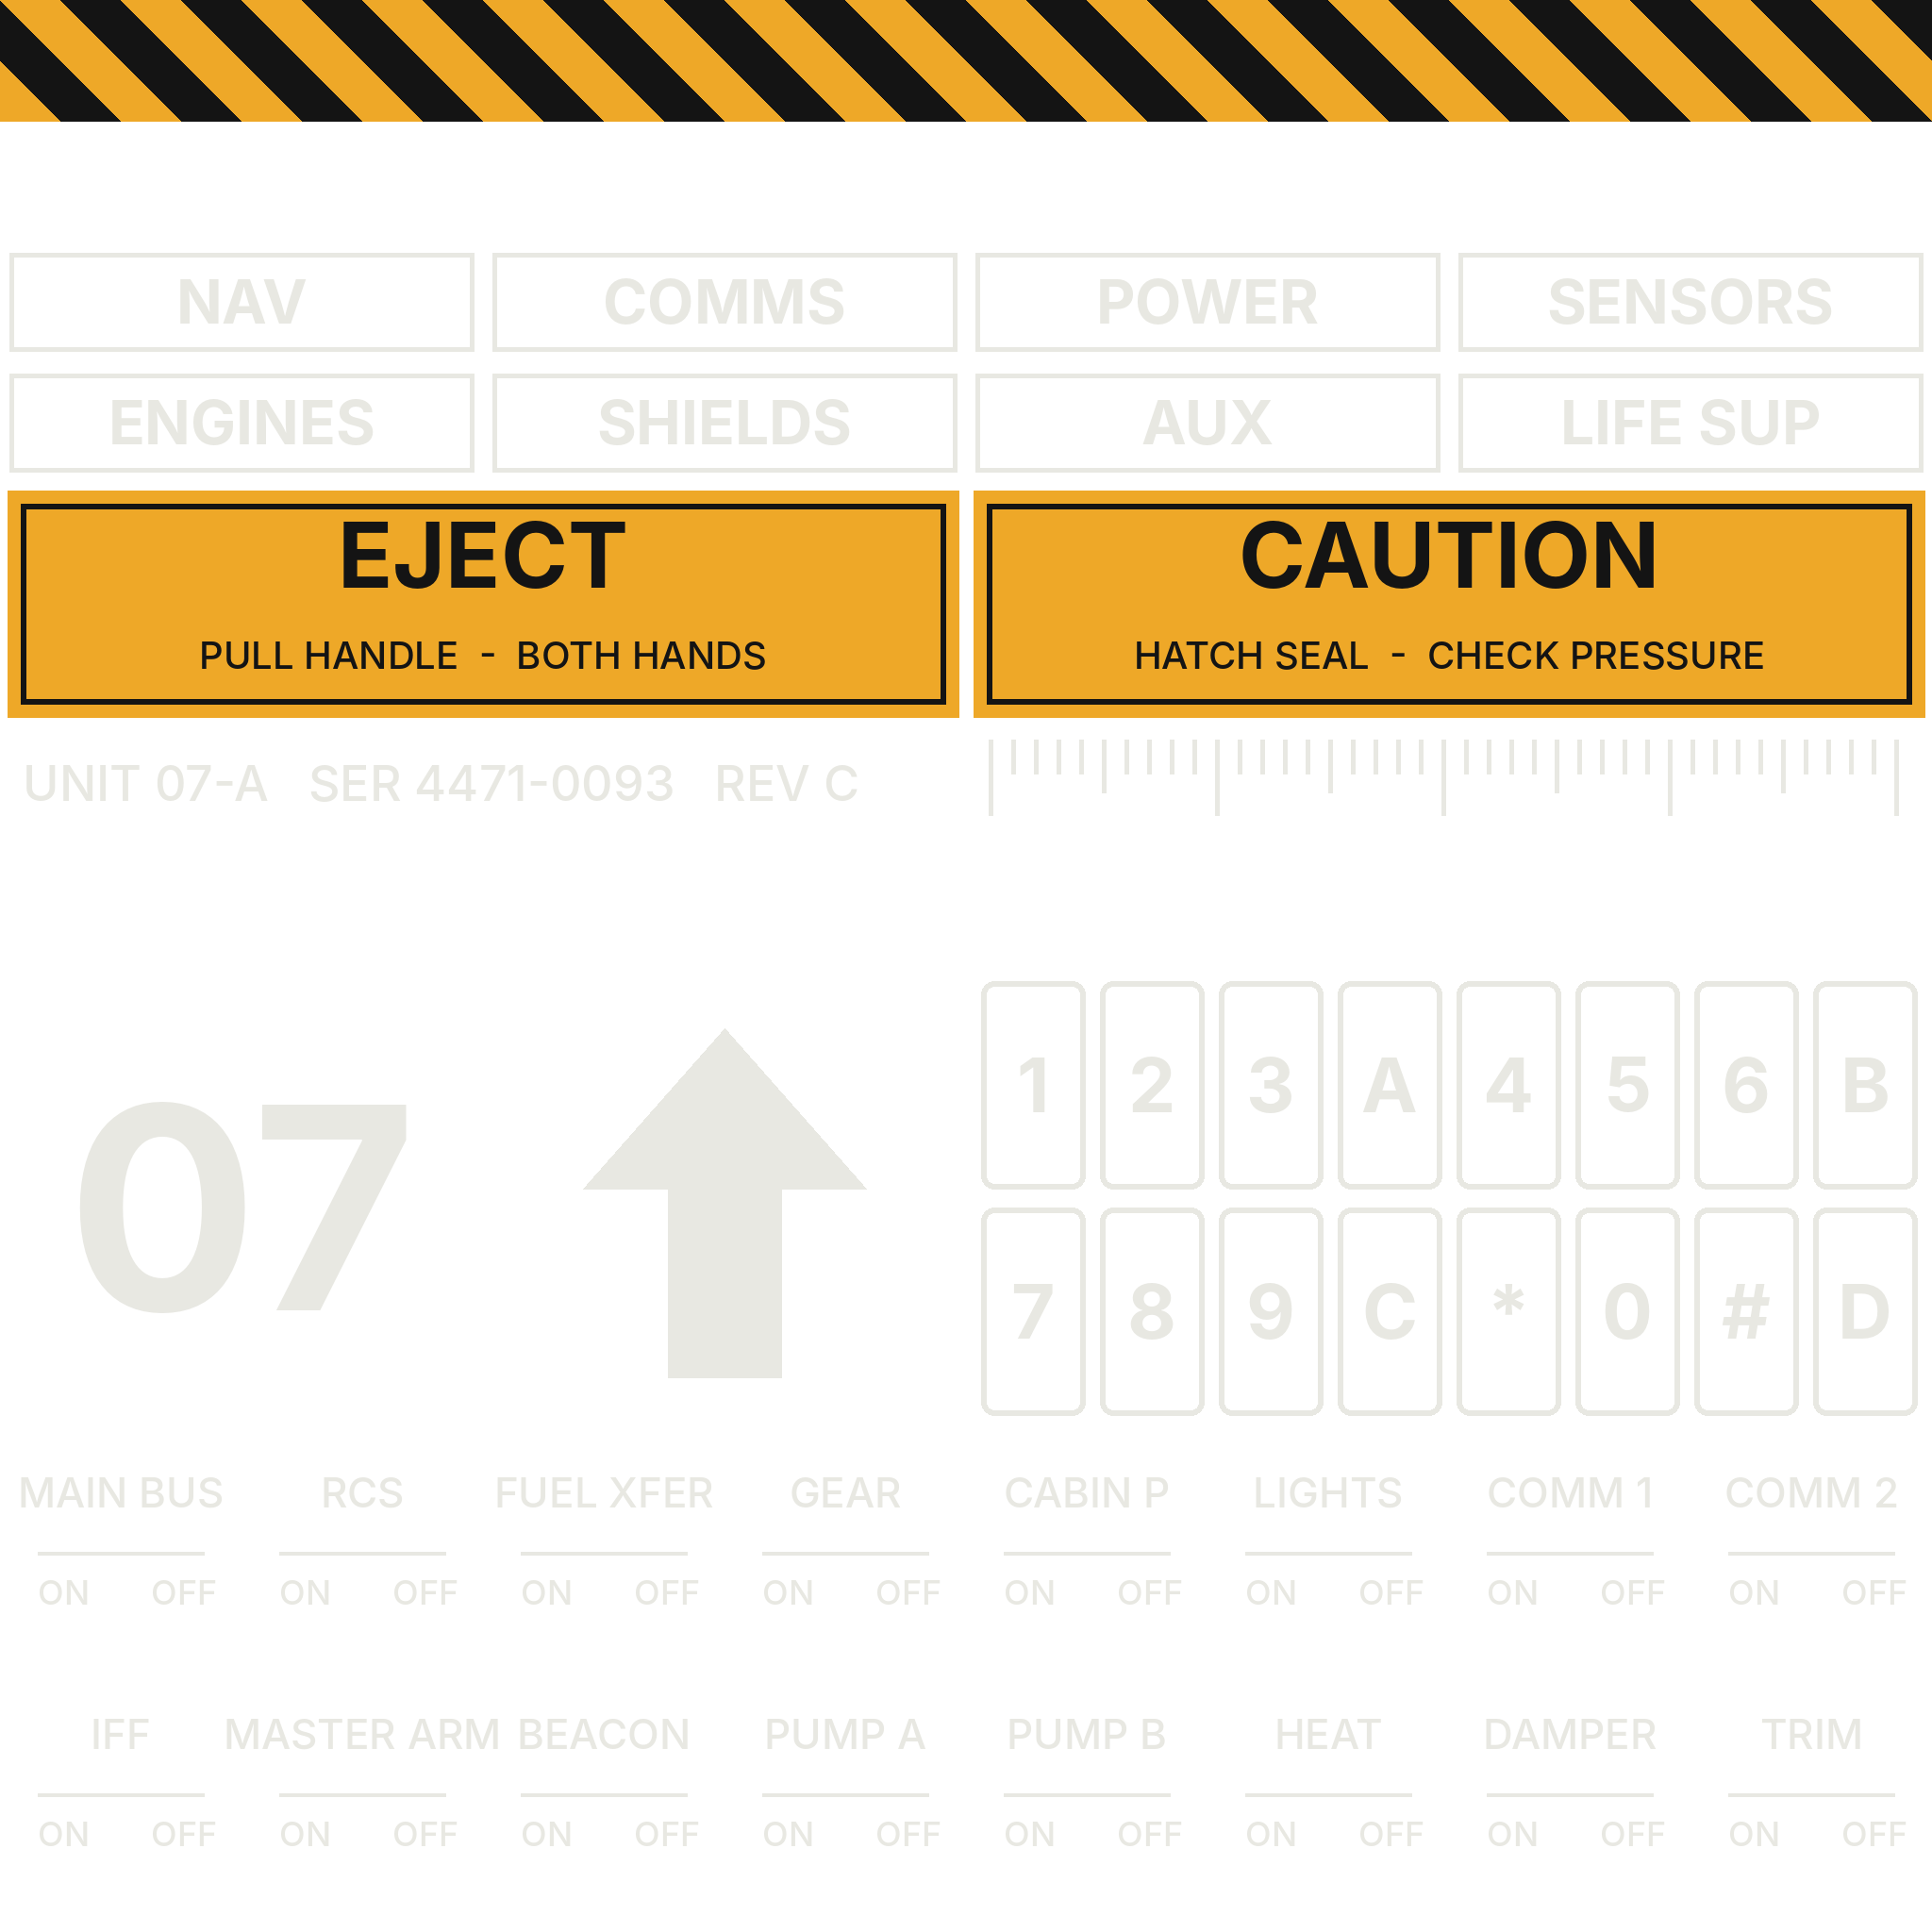 NAV COMMS POWER SENSORS
ENGINES SHIELDS AUX LIFE SUP
EJECT
PULL HANDLE - BOTH HANDS
CAUTION
HATCH SEAL - CHECK PRESSURE
UNIT 07-A SER 4471-0093 REV C
07
1 2 3 A 4 5 6 B
7 8 9 C * 0 # D
MAIN BUS RCS FUEL XFER GEAR CABIN P LIGHTS COMM 1 COMM 2
ON OFF ON OFF ON OFF ON OFF ON OFF ON OFF ON OFF ON OFF
IFF MASTER ARM BEACON PUMP A PUMP B HEAT DAMPER TRIM
ON OFF ON OFF ON OFF ON OFF ON OFF ON OFF ON OFF ON OFF